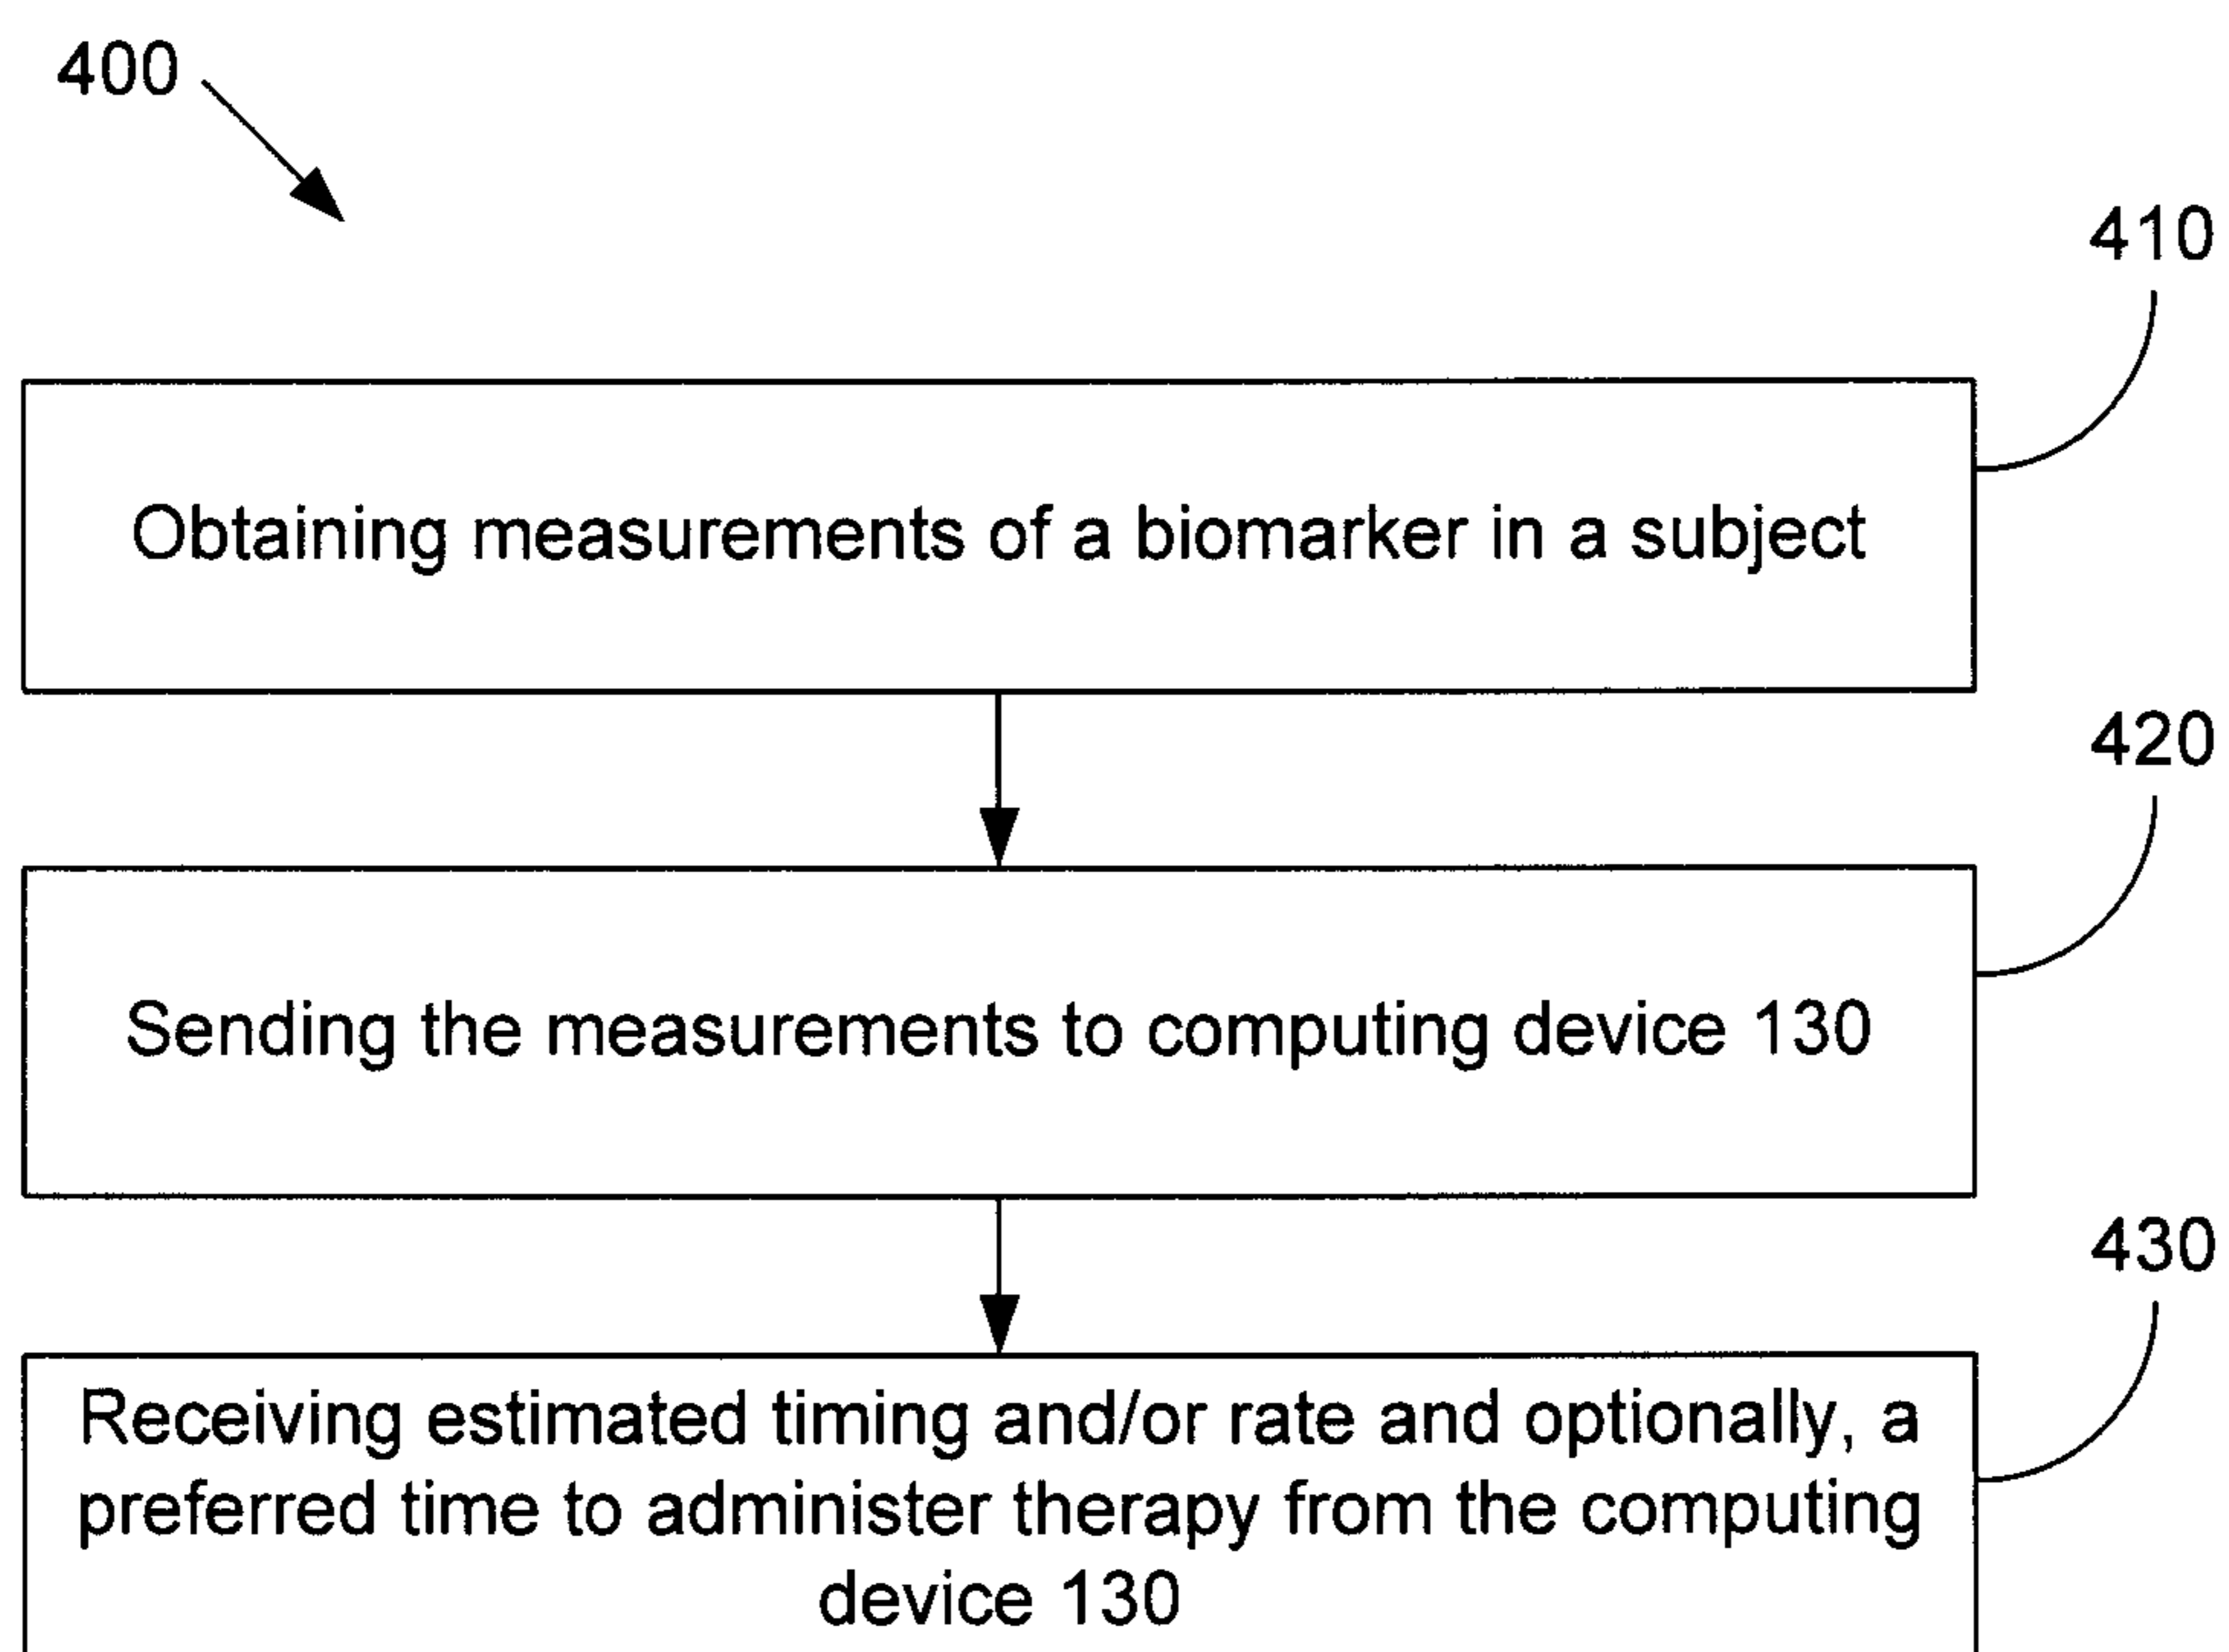 400
410
Obtaining measurements of a biomarker in a subject
420
Sending the measurements to computing device 130
430
Receiving estimated timing and/or rate and optionally, a
preferred time to administer therapy from the computing
device 130